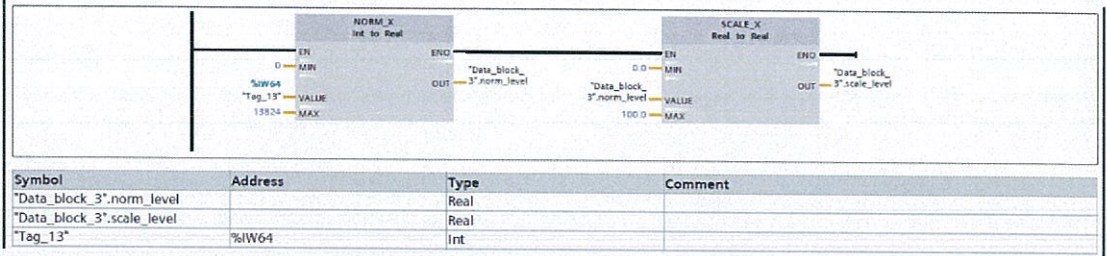 NORM_X
Int to Real
EN
ENO
0
MIN
%IW64
"Tag_13"
VALUE
13824
MAX
OUT
"Data_block_
3".norm_level
SCALE_X
Real to Real
EN
ENO
0.0
MIN
"Data_block_
3".norm_level
VALUE
100.0
MAX
OUT
"Data_block_
3".scale_level
Symbol Address Type Comment
"Data_block_3".norm_level Real
"Data_block_3".scale_level Real
"Tag_13" %IW64 Int